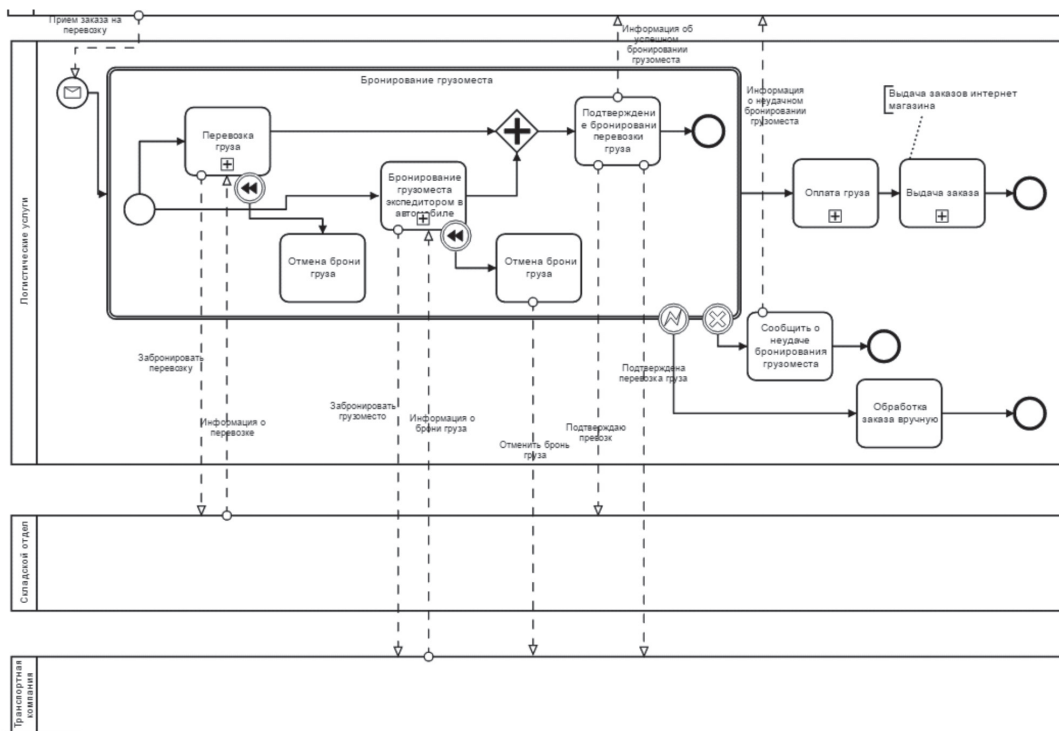 Прием заказа на
перевозку
Информация об
успешном
бронировании
грузоместа
Бронирование грузоместа
Информация
о неудачном
бронировании
грузоместа
Выдача заказов интернет
магазина
Перевозка
груза
Подтверждени
е бронировани
перевозки
груза
Бронирование
грузоместа
экспедитором в
автомобиле
Оплата груза
Выдача заказа
Отмена брони
груза
Отмена брони
груза
Логистические услуги
Сообщить о
неудаче
бронирования
грузоместа
Забронировать
перевозку
Подтверждена
перевозка груза
Забронировать
грузоместо
Информация о
брони груза
Информация о
перевозке
Обработка
заказа вручную
Подтверждаю
превозк
Отменить бронь
груза
Складской отдел
Транспортная
компания